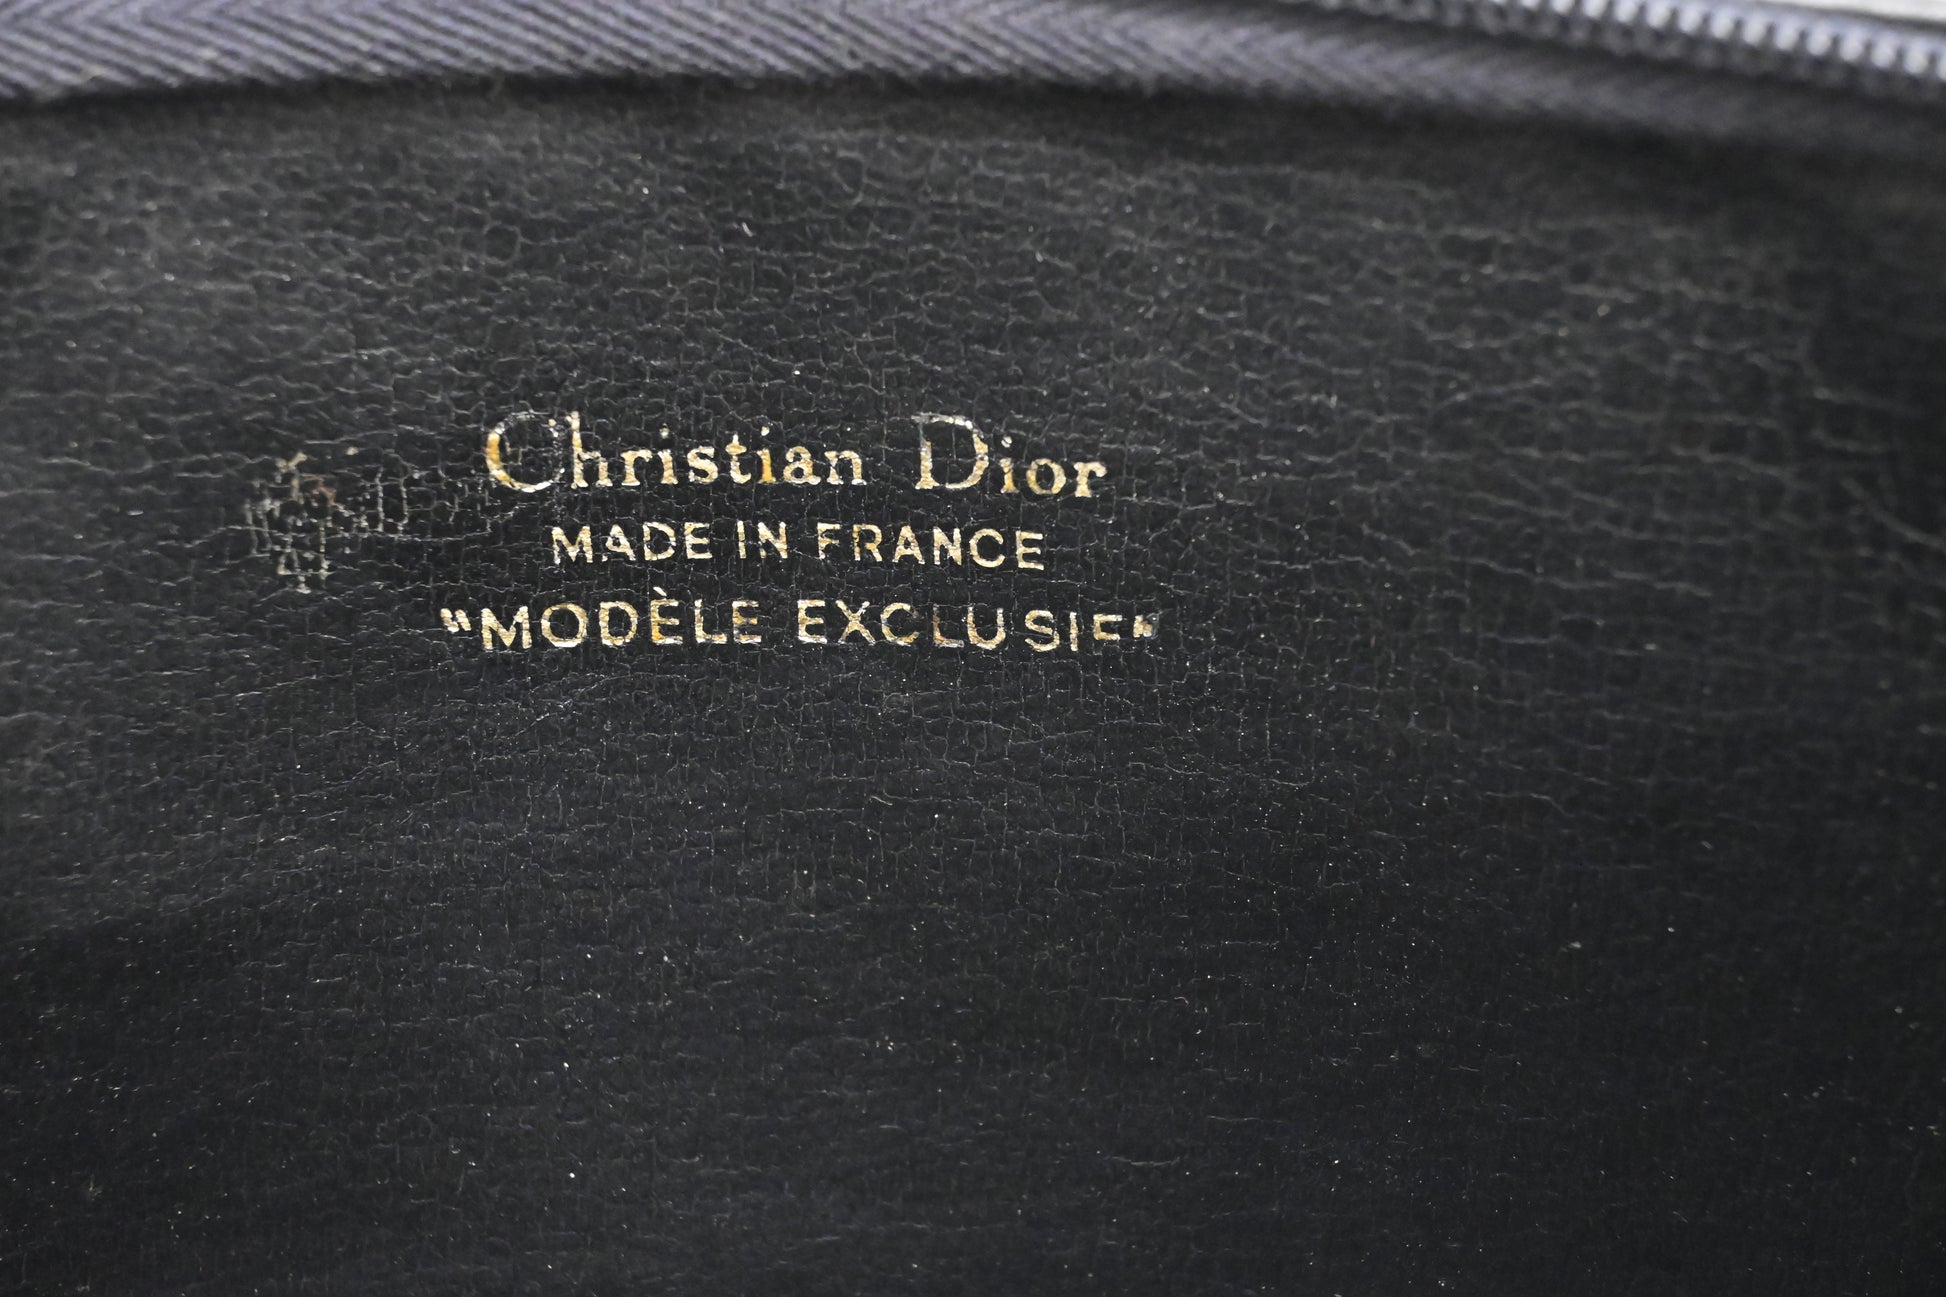 Christian Dior
MADE IN FRANCE
"MODÈLE EXCLUSIF"